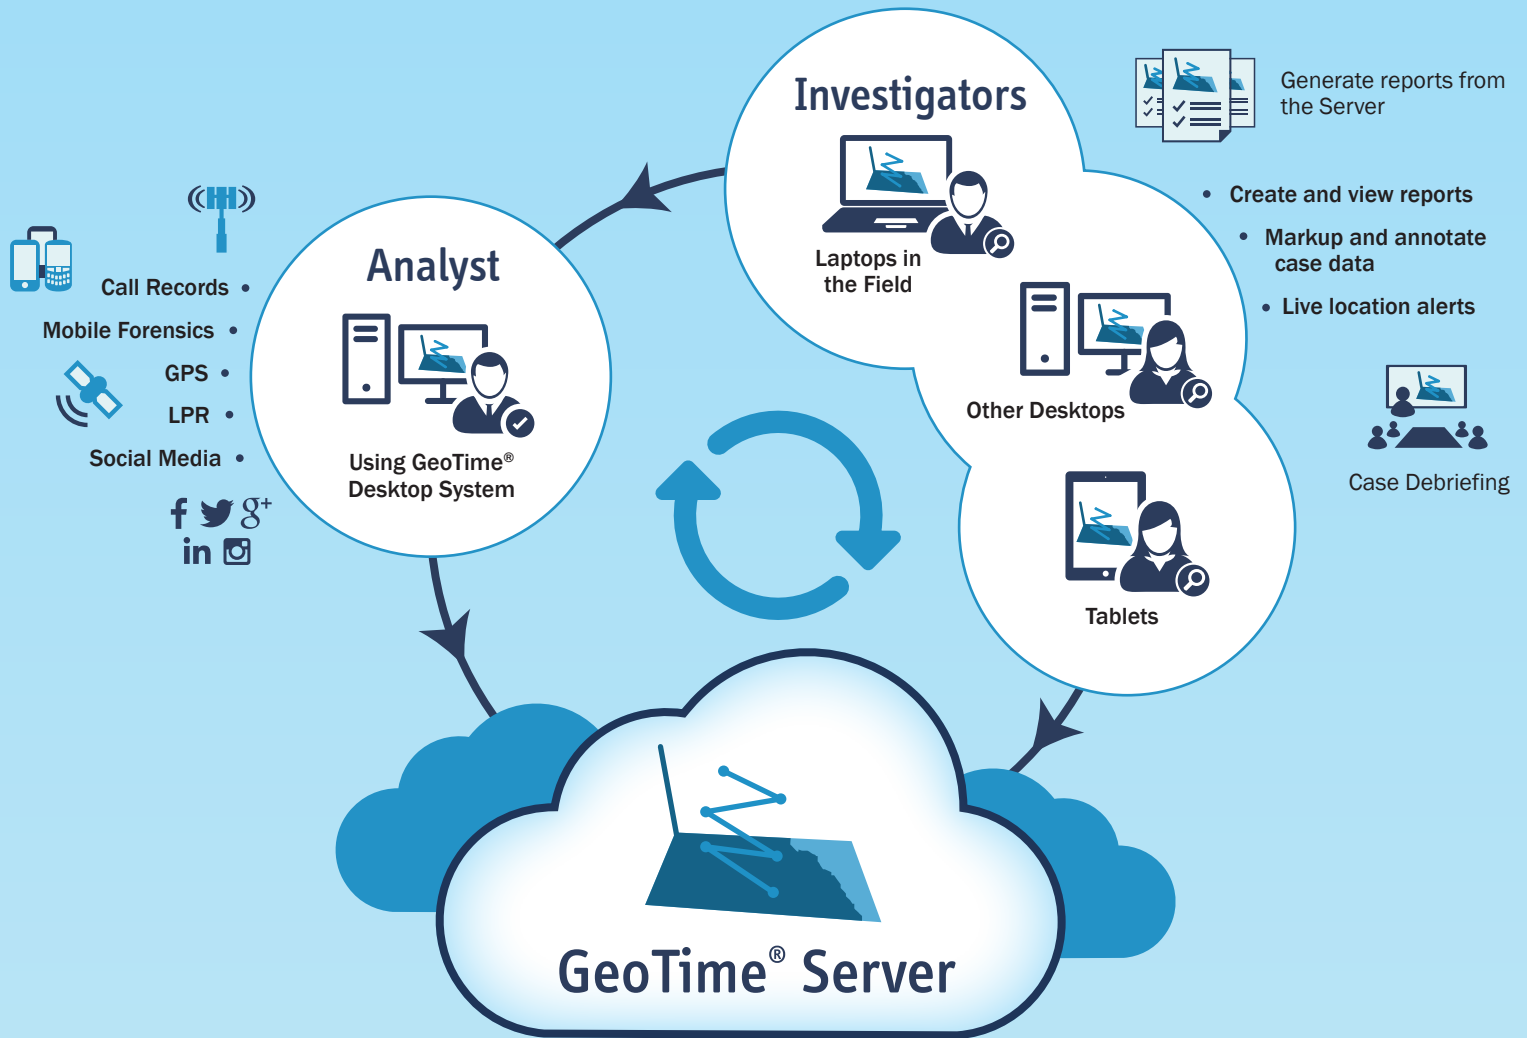 Investigators
Laptops in
the Field
Other Desktops
Tablets
Generate reports from
the Server
• Create and view reports
• Markup and annotate
case data
• Live location alerts
Case Debriefing
Analyst
Using GeoTime®
Desktop System
Call Records •
Mobile Forensics •
GPS •
LPR •
Social Media •
f g+
in
GeoTime® Server